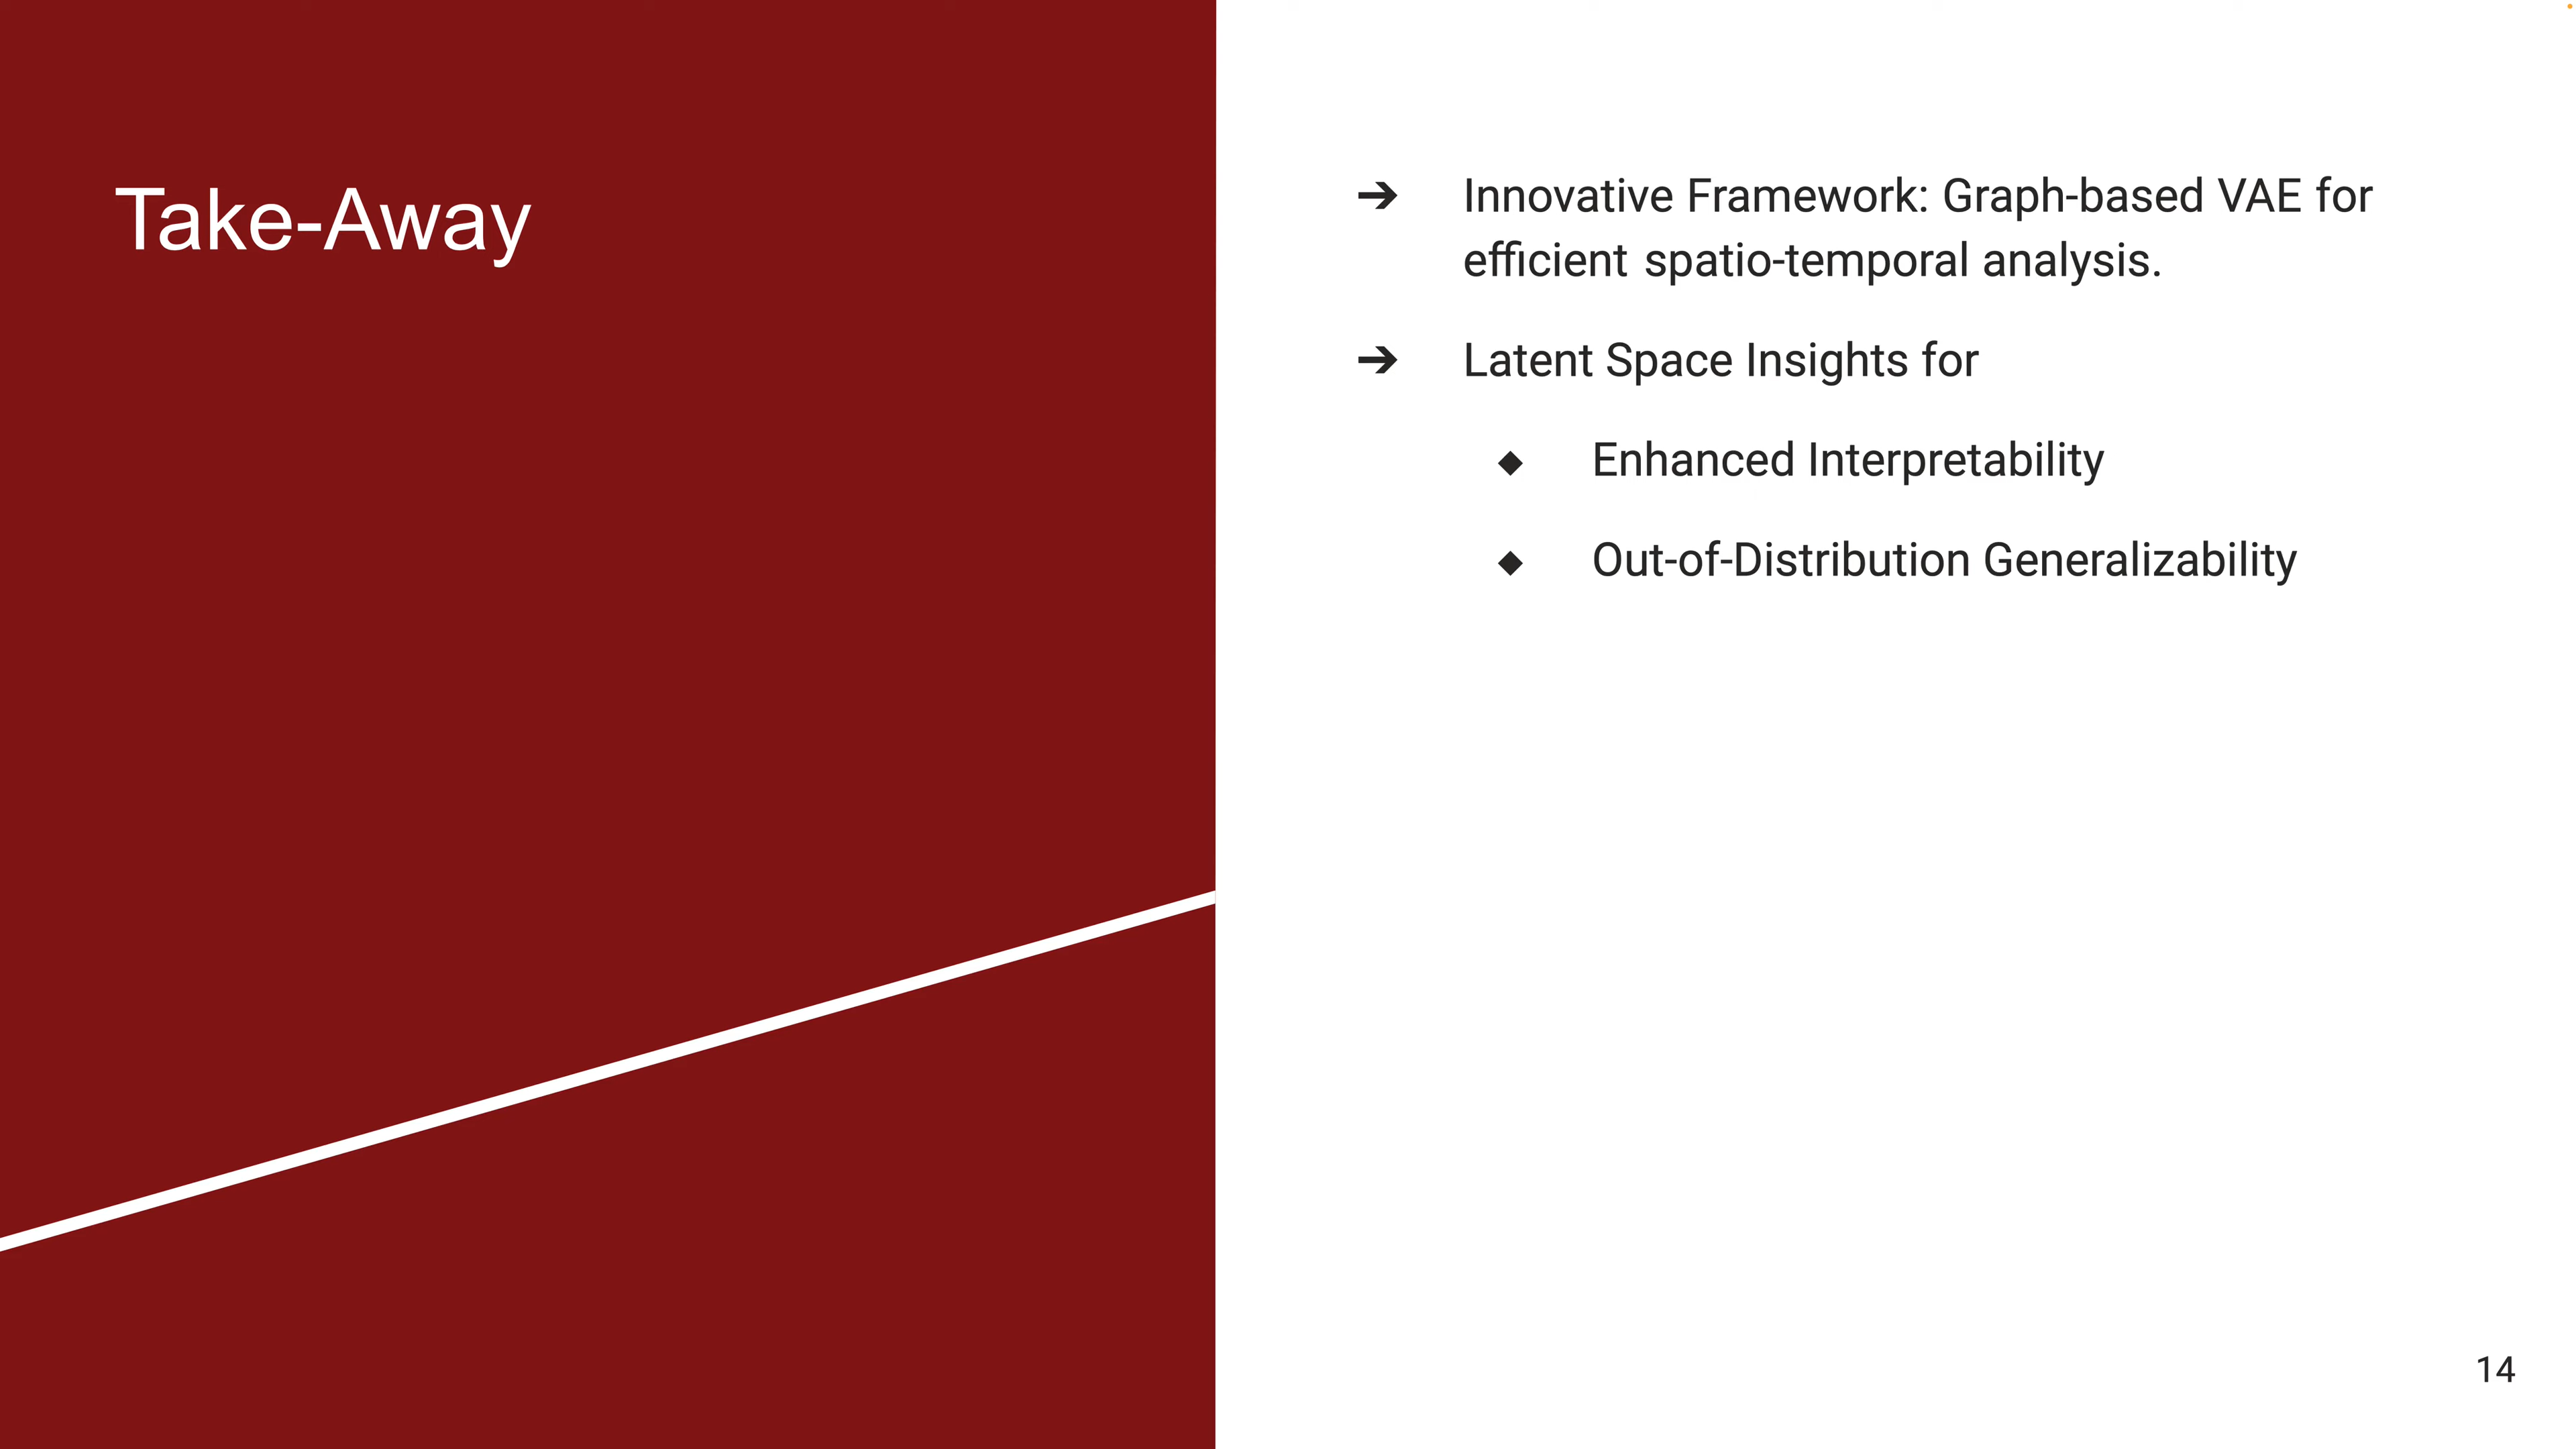 Take-Away
➔ Innovative Framework: Graph-based VAE for
efficient spatio-temporal analysis.
➔ Latent Space Insights for
◆ Enhanced Interpretability
◆ Out-of-Distribution Generalizability
14